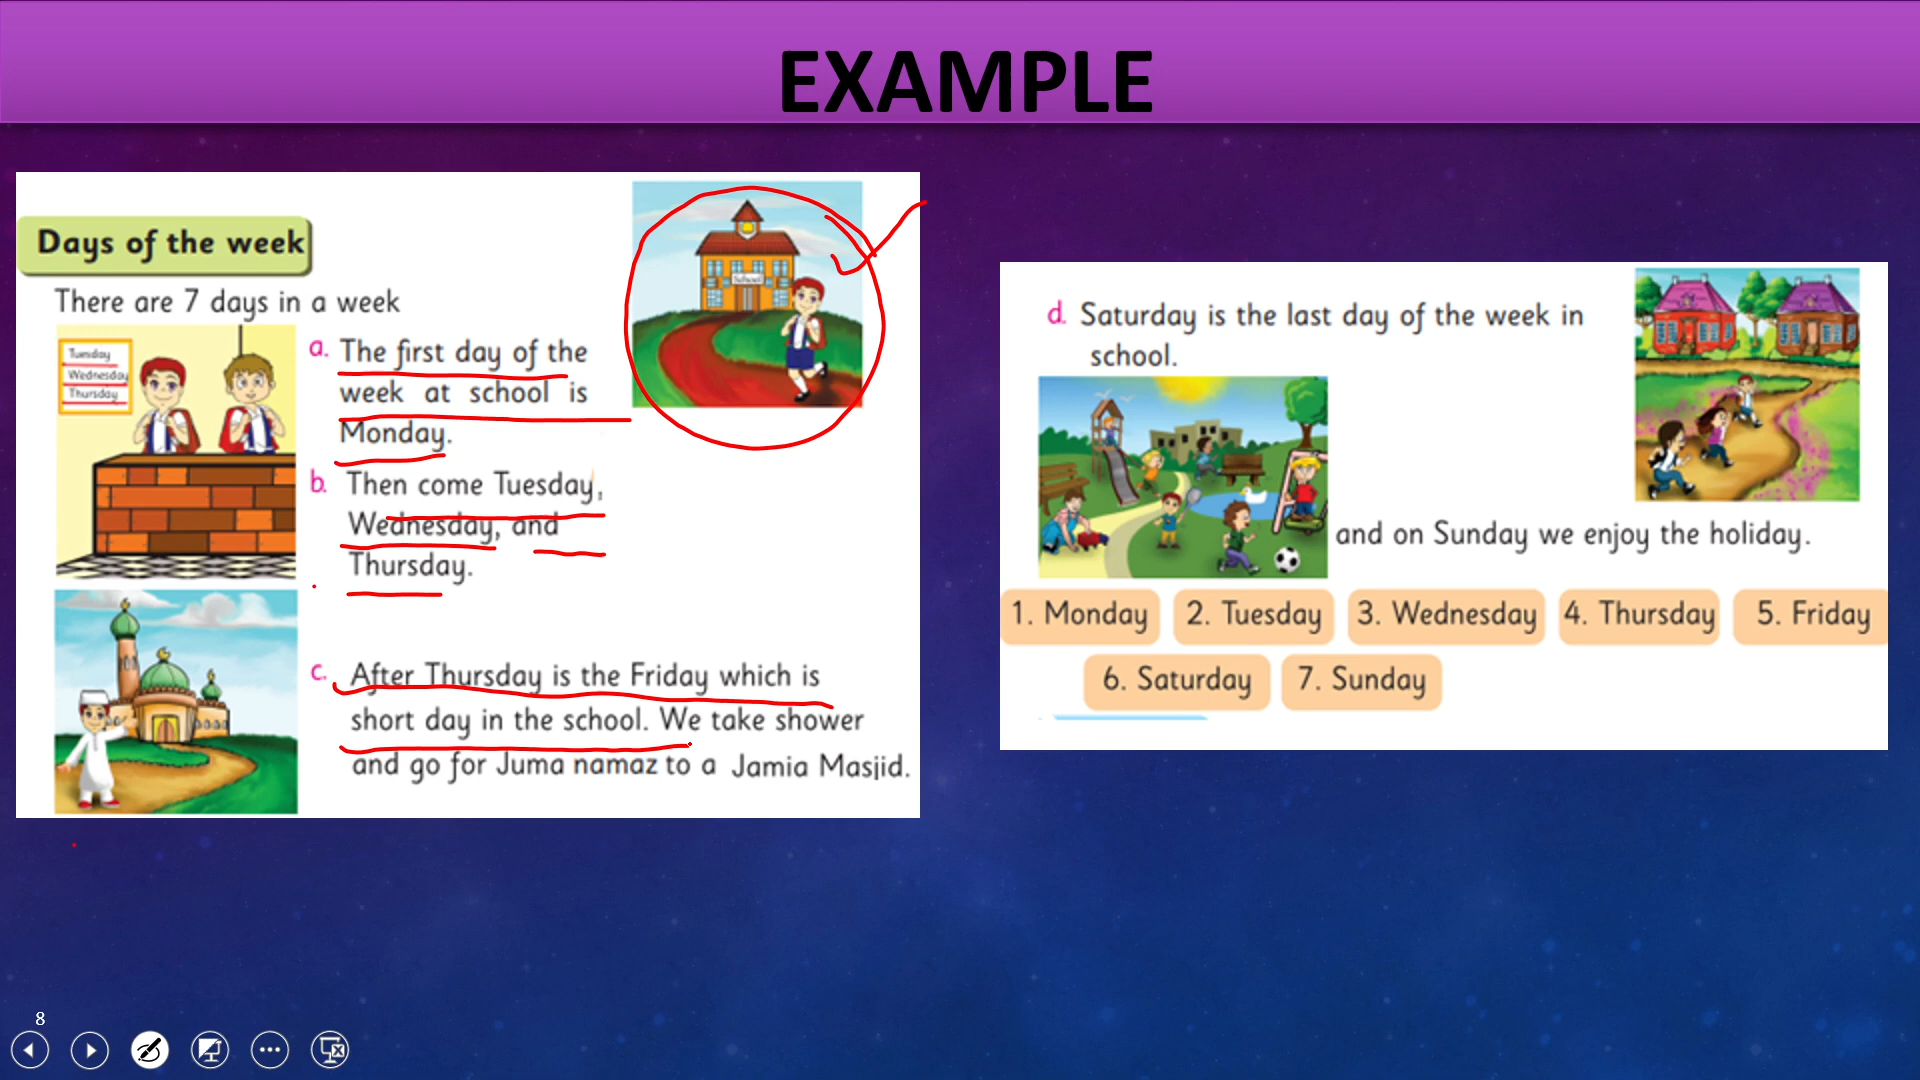 EXAMPLE
Days of the week
There are 7 days in a week
Tuesday
Wednesday
Thursday
a. The first day of the
week at school is
Monday.
School
b. Then come Tuesday,
Wednesday, and
Thursday.
c. After Thursday is the Friday which is
short day in the school. We take shower
and go for Juma namaz to a Jamia Masjid.
d. Saturday is the last day of the week in
school.
and on Sunday we enjoy the holiday.
1. Monday 2. Tuesday 3. Wednesday 4. Thursday 5. Friday
6. Saturday 7. Sunday
8